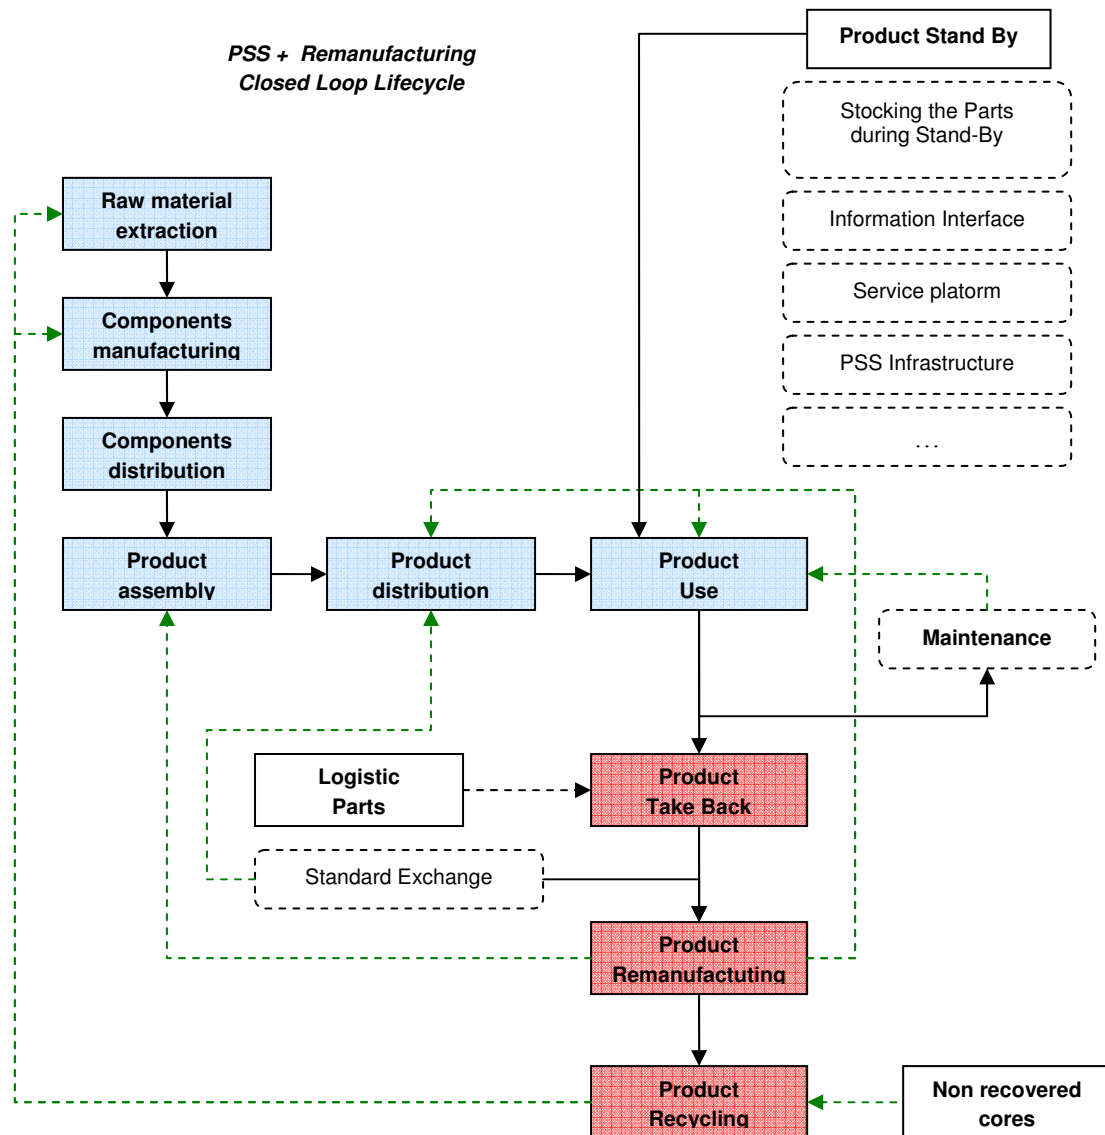 PSS + Remanufacturing
Closed Loop Lifecycle
Product Stand By
Stocking the Parts
during Stand-By
Information Interface
Service platorm
PSS Infrastructure
…
Raw material
extraction
Components
manufacturing
Components
distribution
Product
assembly
Product
distribution
Product
Use
Maintenance
Logistic
Parts
Product
Take Back
Standard Exchange
Product
Remanufactuting
Product
Recycling
Non recovered
cores